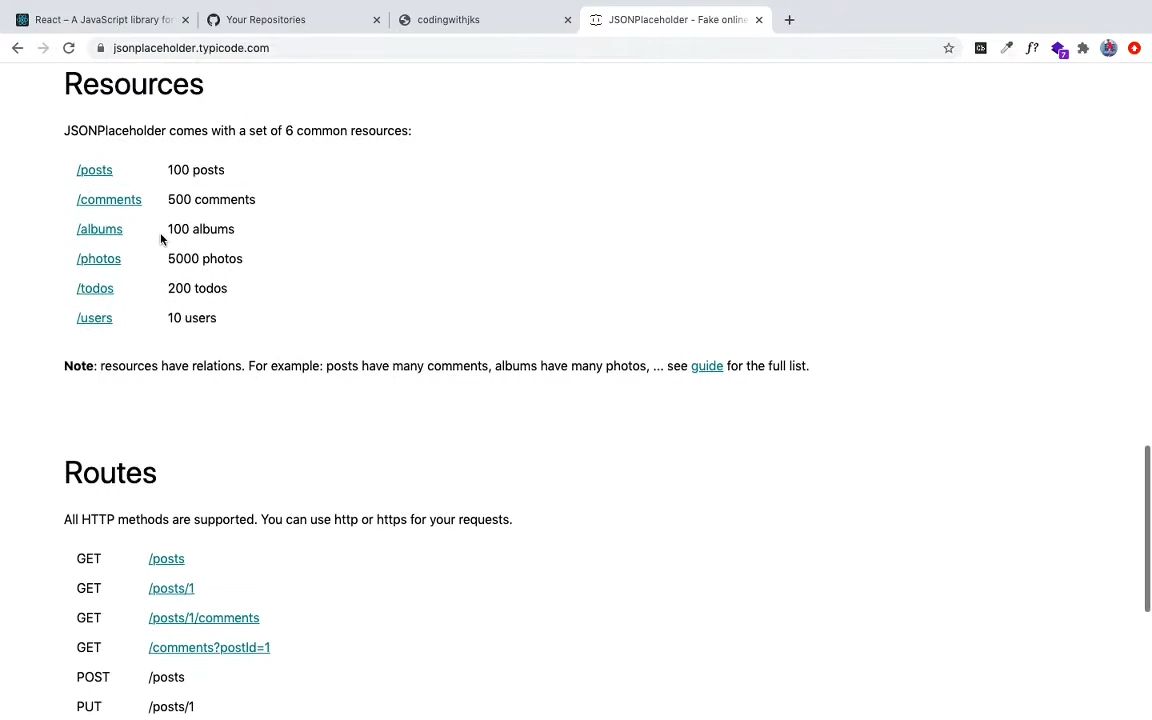 React – A JavaScript library for
Your Repositories
codingwithjks
JSONPlaceholder - Fake online
jsonplaceholder.typicode.com
f?
7
Resources
JSONPlaceholder comes with a set of 6 common resources:
/posts 100 posts
/comments 500 comments
/albums 100 albums
/photos 5000 photos
/todos 200 todos
/users 10 users
Note: resources have relations. For example: posts have many comments, albums have many photos, ... see guide for the full list.
Routes
All HTTP methods are supported. You can use http or https for your requests.
GET /posts
GET /posts/1
GET /posts/1/comments
GET /comments?postId=1
POST /posts
PUT /posts/1